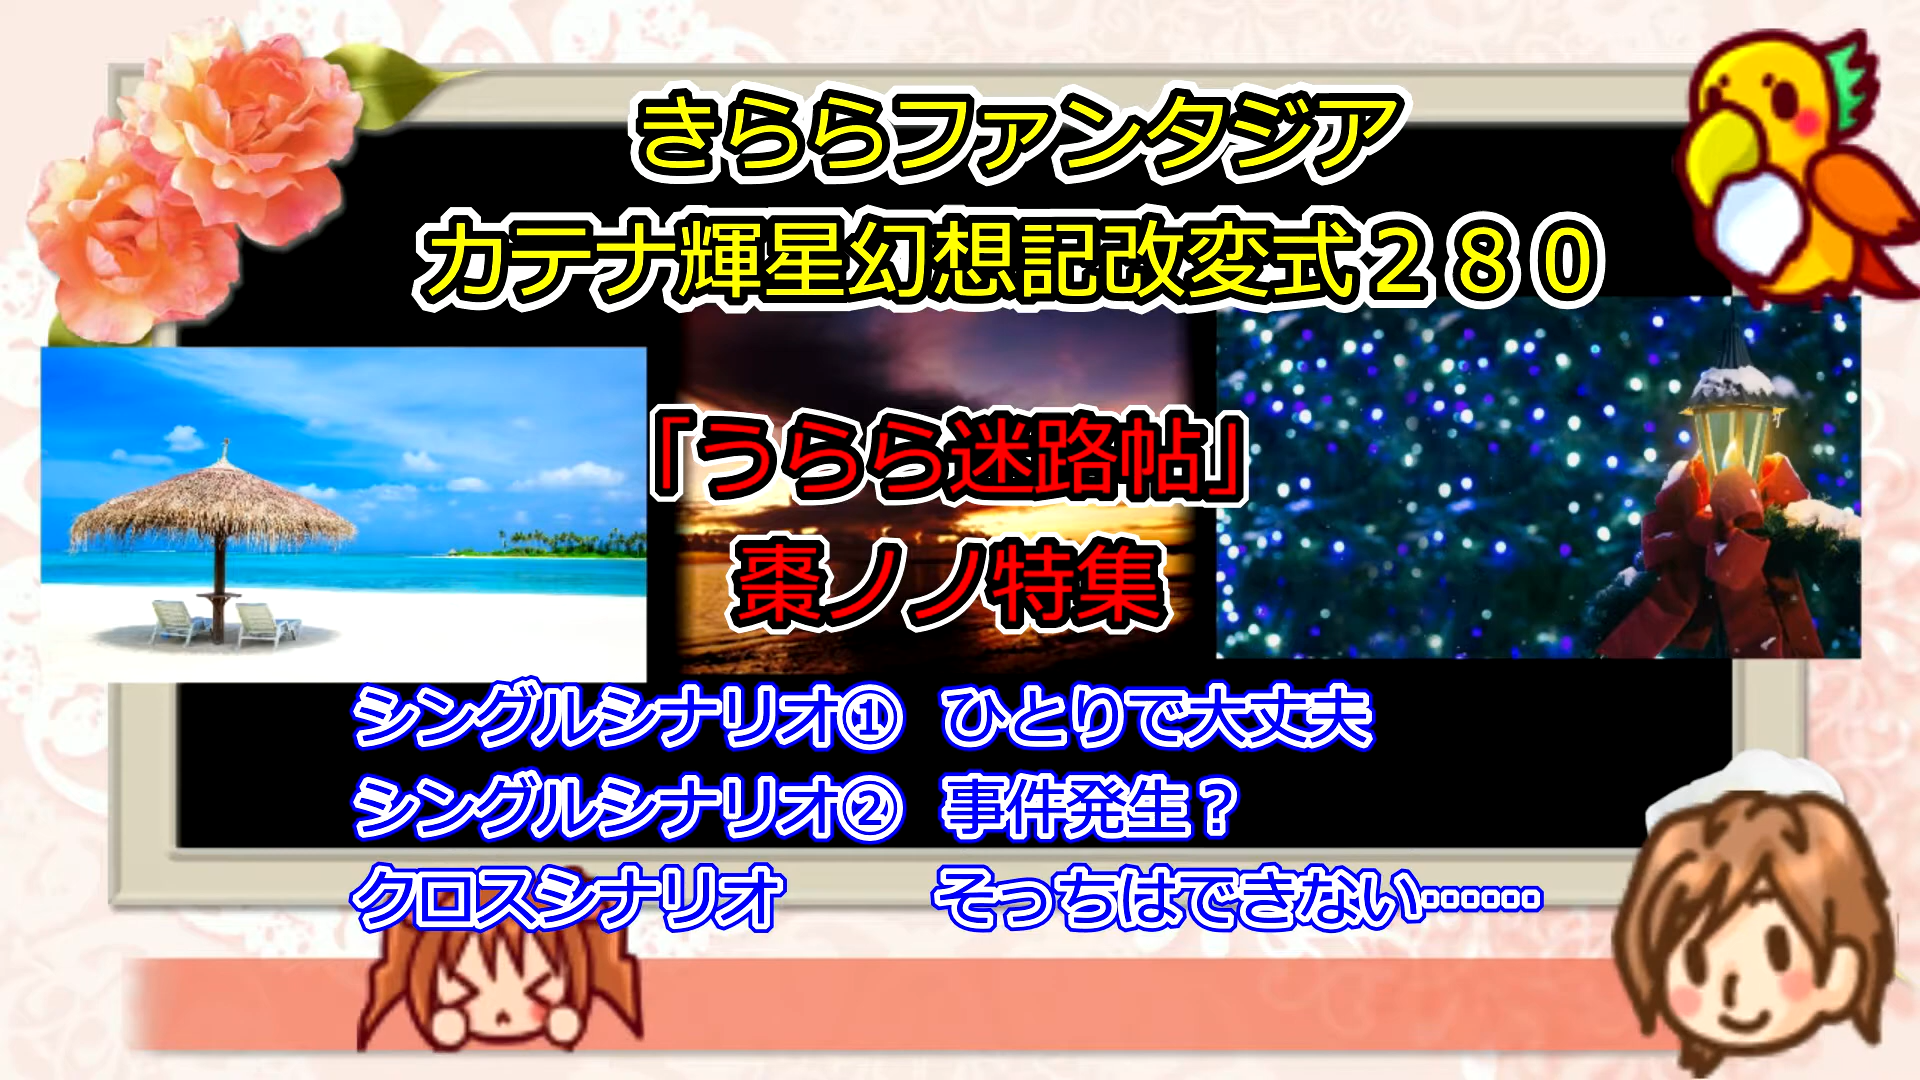 きららファンタジア
カテナ輝星幻想記改変式２８０
「うらら迷路帖」
棗ノノ特集
シングルシナリオ① ひとりで大丈夫
シングルシナリオ② 事件発生？
クロスシナリオ そっちはできない……